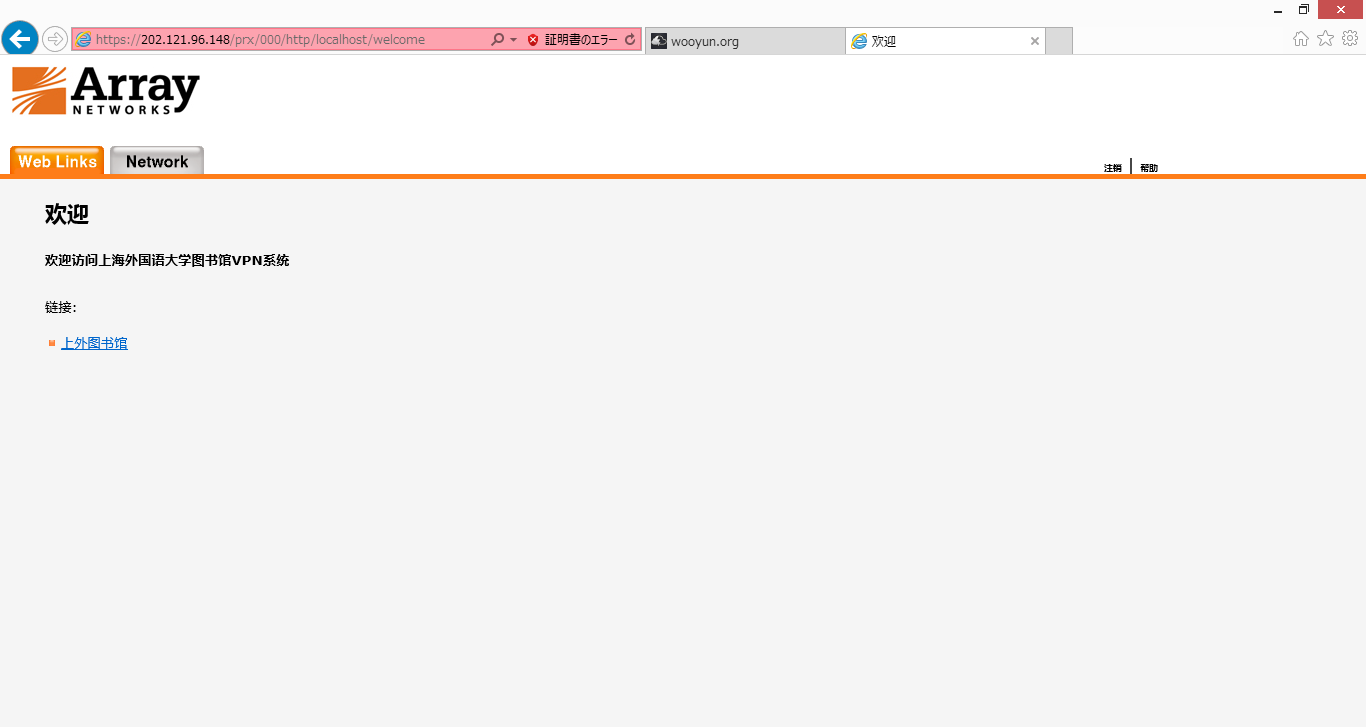 https://202.121.96.148/prx/000/http/localhost/welcome 証明書のエラー wooyun.org 欢迎
Array
NETWORKS
Web Links Network 注销 帮助
欢迎
欢迎访问上海外国语大学图书馆VPN系统
链接：
上外图书馆